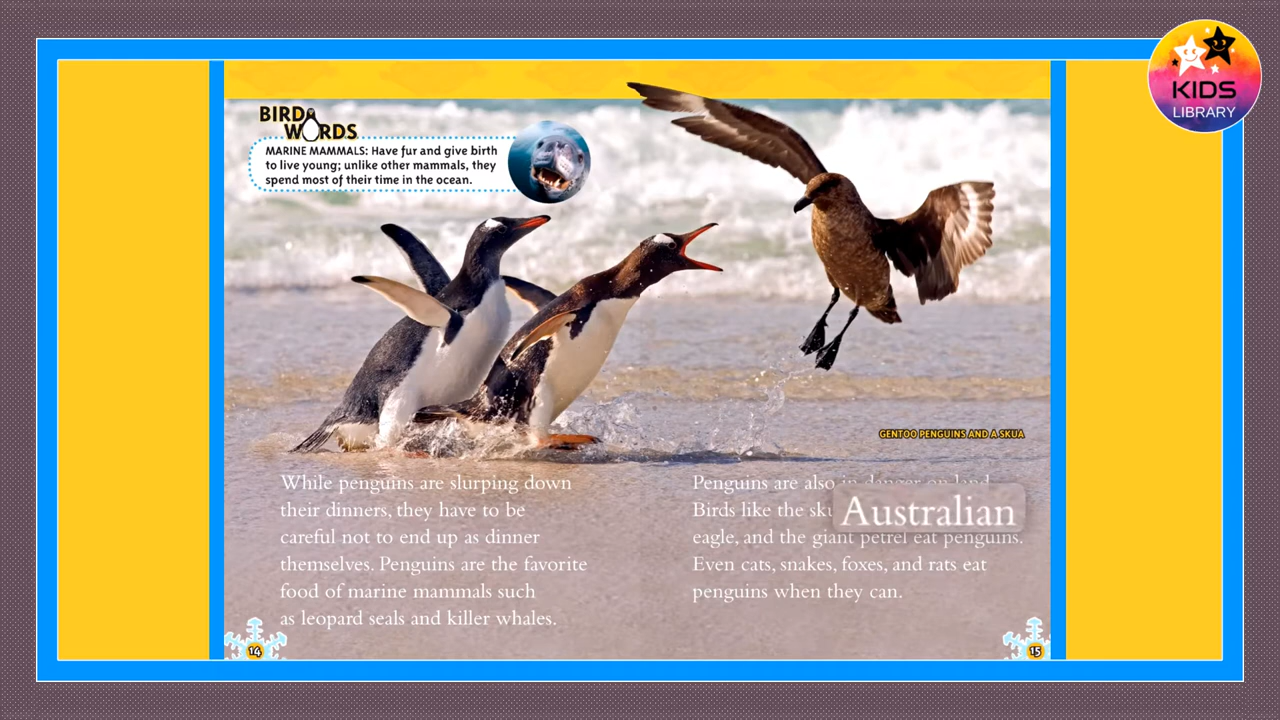 KIDS
LIBRARY
BIRD
WORDS
MARINE MAMMALS: Have fur and give birth
to live young; unlike other mammals, they
spend most of their time in the ocean.
GENTOO PENGUINS AND A SKUA
While penguins are slurping down
their dinners, they have to be
careful not to end up as dinner
themselves. Penguins are the favorite
food of marine mammals such
as leopard seals and killer whales.
Penguins are also in danger on land.
Birds like the Australian
eagle, and the giant petrel eat penguins.
Even cats, snakes, foxes, and rats eat
penguins when they can.
14
15